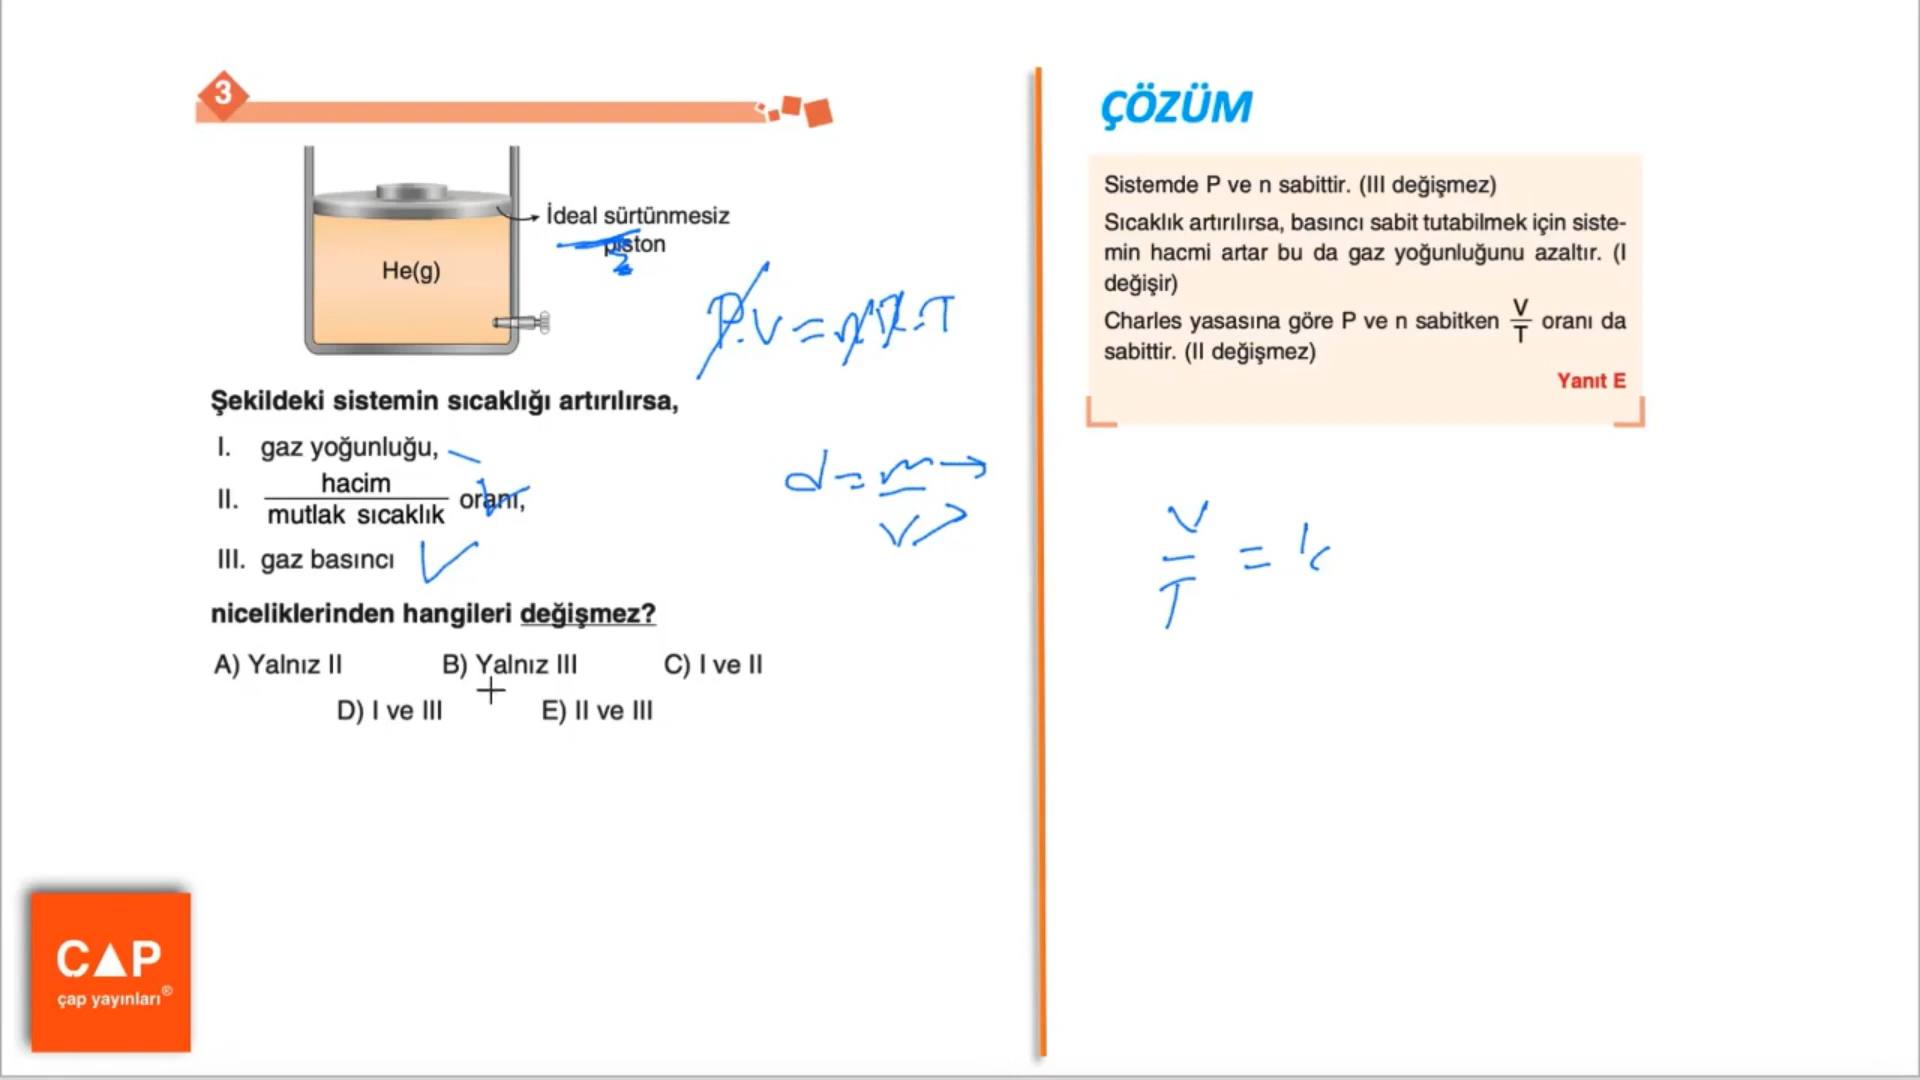 3
İdeal sürtünmesiz
piston
He(g)
P.V = n.R.T
Şekildeki sistemin sıcaklığı artırılırsa,
I. gaz yoğunluğu,
II. hacim / mutlak sıcaklık oranı,
III. gaz basıncı
d = m / V
niceliklerinden hangileri değişmez?
A) Yalnız II B) Yalnız III C) I ve II
D) I ve III E) II ve III
ÇAP
çap yayınları®
ÇÖZÜM
Sistemde P ve n sabittir. (III değişmez)
Sıcaklık artırılırsa, basıncı sabit tutabilmek için siste-
min hacmi artar bu da gaz yoğunluğunu azaltır. (I
değişir)
Charles yasasına göre P ve n sabitken V/T oranı da
sabittir. (II değişmez)
Yanıt E
V / T = k